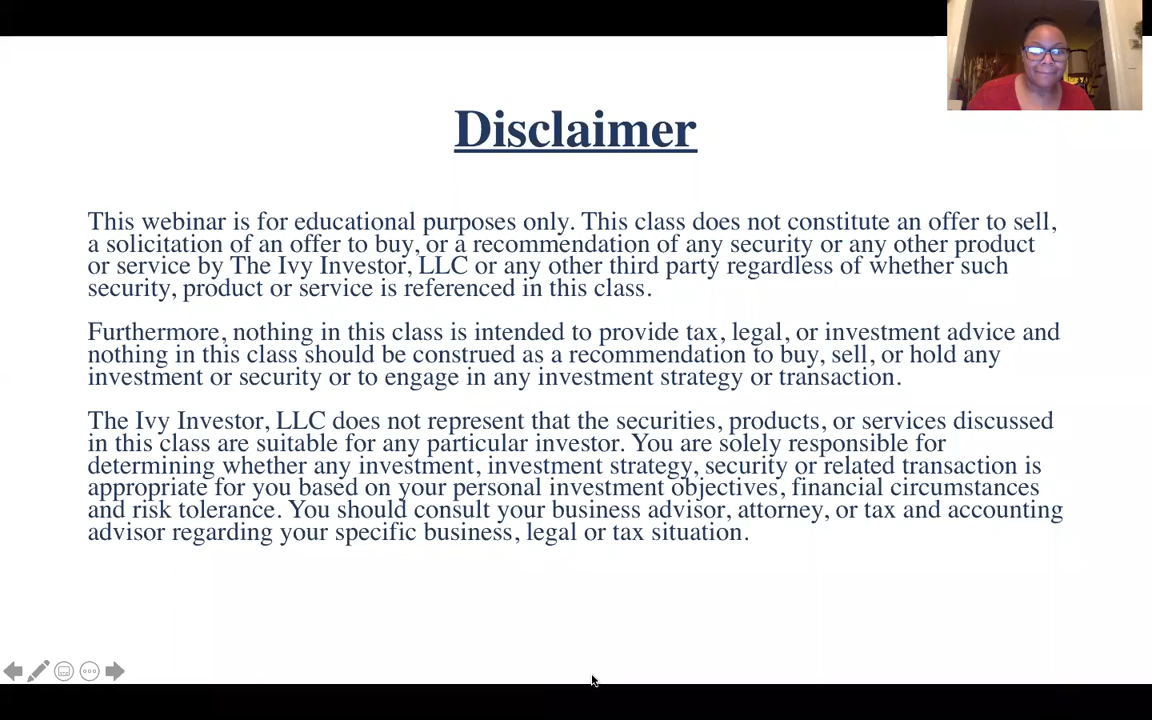 Disclaimer
This webinar is for educational purposes only. This class does not constitute an offer to sell,
a solicitation of an offer to buy, or a recommendation of any security or any other product
or service by The Ivy Investor, LLC or any other third party regardless of whether such
security, product or service is referenced in this class.
Furthermore, nothing in this class is intended to provide tax, legal, or investment advice and
nothing in this class should be construed as a recommendation to buy, sell, or hold any
investment or security or to engage in any investment strategy or transaction.
The Ivy Investor, LLC does not represent that the securities, products, or services discussed
in this class are suitable for any particular investor. You are solely responsible for
determining whether any investment, investment strategy, security or related transaction is
appropriate for you based on your personal investment objectives, financial circumstances
and risk tolerance. You should consult your business advisor, attorney, or tax and accounting
advisor regarding your specific business, legal or tax situation.